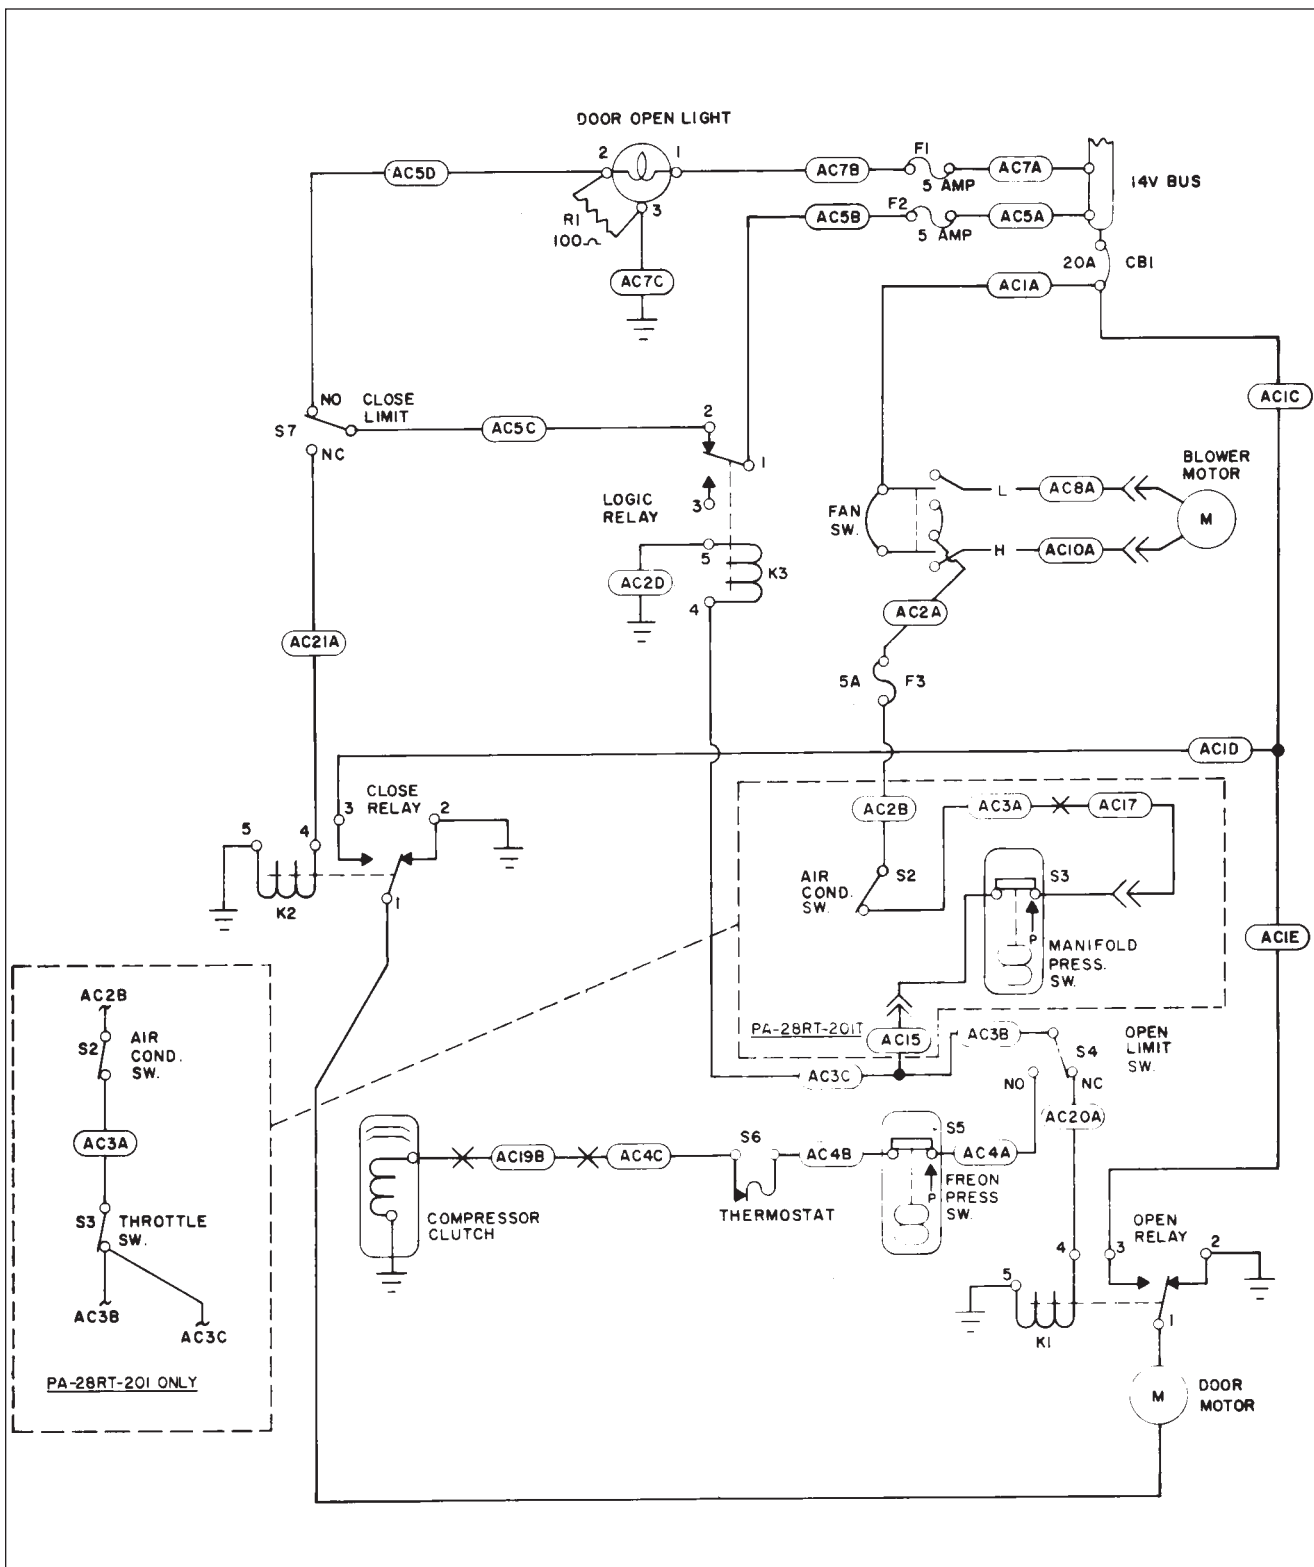 DOOR OPEN LIGHT
2
1
3
AC5D
AC7B
F1
5 AMP
AC7A
14V BUS
R1
100Ω
AC7C
AC5B
F2
5 AMP
AC5A
20A
CB1
AC1A
AC1C
NO
CLOSE
LIMIT
S7
NC
AC5C
2
1
3
LOGIC
RELAY
5
K3
AC2D
4
BLOWER
MOTOR
M
L
AC8A
FAN
SW.
H
AC10A
AC2A
5A
F3
AC21A
AC1D
CLOSE
RELAY
3
2
5
4
1
K2
AC2B
AC3A
AC17
AIR
COND.
SW.
S2
S3
P
MANIFOLD
PRESS.
SW.
AC1E
PA-28RT-201T
AC15
AC3B
OPEN
LIMIT
SW.
S4
AC3C
NO
NC
AC20A
AC2B
S2
AIR
COND.
SW.
AC3A
S3
THROTTLE
SW.
AC3B
AC3C
PA-28RT-201 ONLY
AC19B
AC4C
S6
AC4B
S5
AC4A
THERMOSTAT
P
FREON
PRESS
SW.
COMPRESSOR
CLUTCH
OPEN
RELAY
4
3
2
5
1
K1
M
DOOR
MOTOR